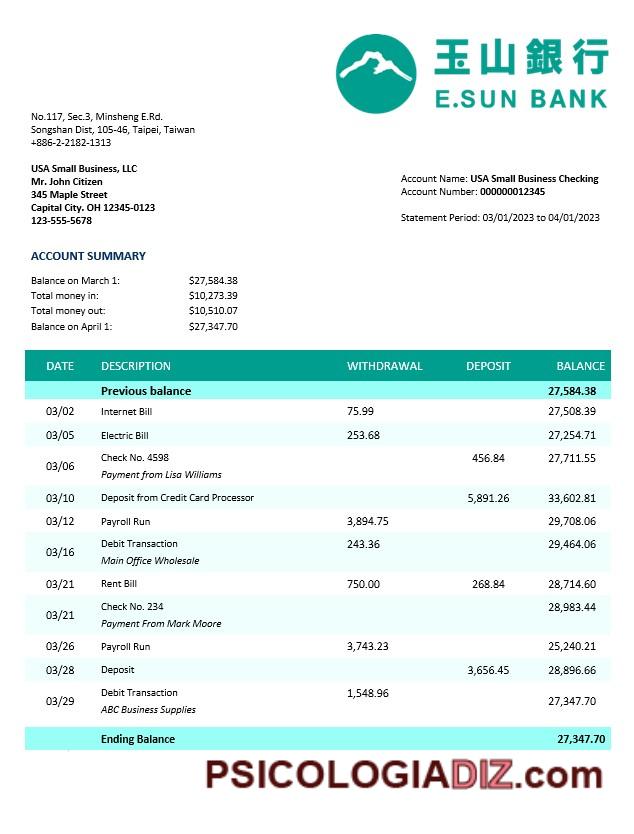 玉山銀行
E.SUN BANK
No.117, Sec.3, Minsheng E.Rd.
Songshan Dist, 105-46, Taipei, Taiwan
+886-2-2182-1313
USA Small Business, LLC
Mr. John Citizen
345 Maple Street
Capital City. OH 12345-0123
123-555-5678
Account Name: USA Small Business Checking
Account Number: 000000012345
Statement Period: 03/01/2023 to 04/01/2023
ACCOUNT SUMMARY
Balance on March 1: $27,584.38
Total money in: $10,273.39
Total money out: $10,510.07
Balance on April 1: $27,347.70
DATE DESCRIPTION WITHDRAWAL DEPOSIT BALANCE
Previous balance 27,584.38
03/02 Internet Bill 75.99 27,508.39
03/05 Electric Bill 253.68 27,254.71
03/06 Check No. 4598 456.84 27,711.55
Payment from Lisa Williams
03/10 Deposit from Credit Card Processor 5,891.26 33,602.81
03/12 Payroll Run 3,894.75 29,708.06
03/16 Debit Transaction 243.36 29,464.06
Main Office Wholesale
03/21 Rent Bill 750.00 268.84 28,714.60
03/21 Check No. 234 28,983.44
Payment From Mark Moore
03/26 Payroll Run 3,743.23 25,240.21
03/28 Deposit 3,656.45 28,896.66
03/29 Debit Transaction 1,548.96 27,347.70
ABC Business Supplies
Ending Balance 27,347.70
PSICOLOGIADIZ.com